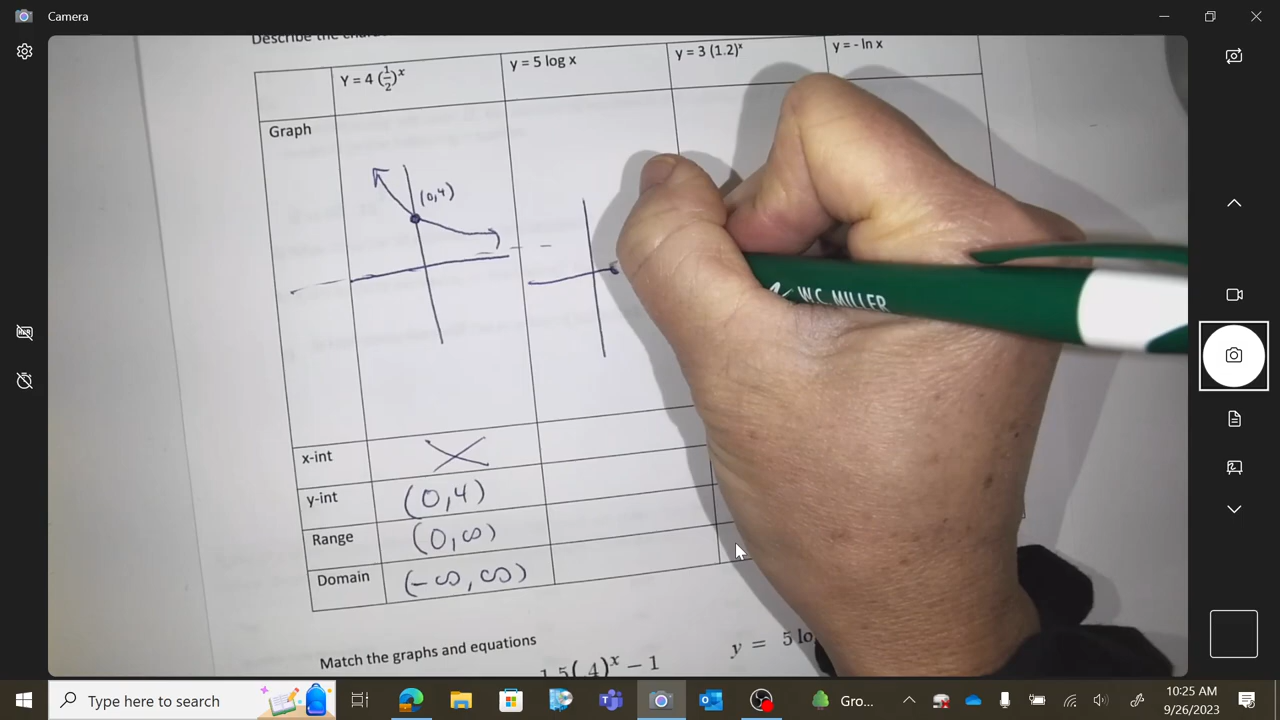 Camera
Describe the
Y = 4 (1/2)^x
y = 5 log x
y = 3 (1.2)^x
y = - ln x
Graph
(0,4)
W.C. MILLER
x-int
X
y-int
(0,4)
Range
(0,∞)
Domain
(-∞,∞)
Match the graphs and equations
1.5(.4)^x − 1
y = 5 lo
Type here to search
Gro...
10:25 AM
9/26/2023